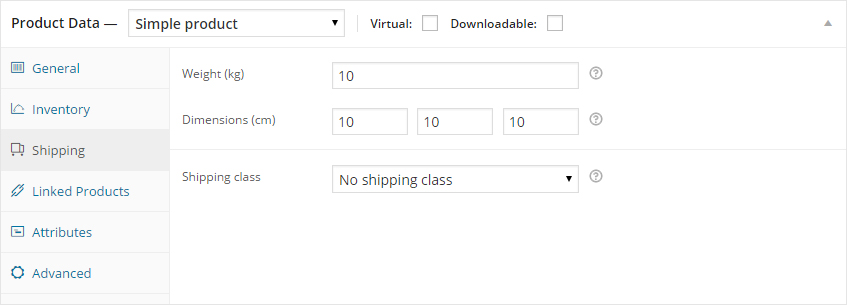 Product Data — Simple product Virtual: Downloadable:
General
Inventory
Shipping
Linked Products
Attributes
Advanced
Weight (kg) 10
Dimensions (cm) 10 10 10
Shipping class No shipping class